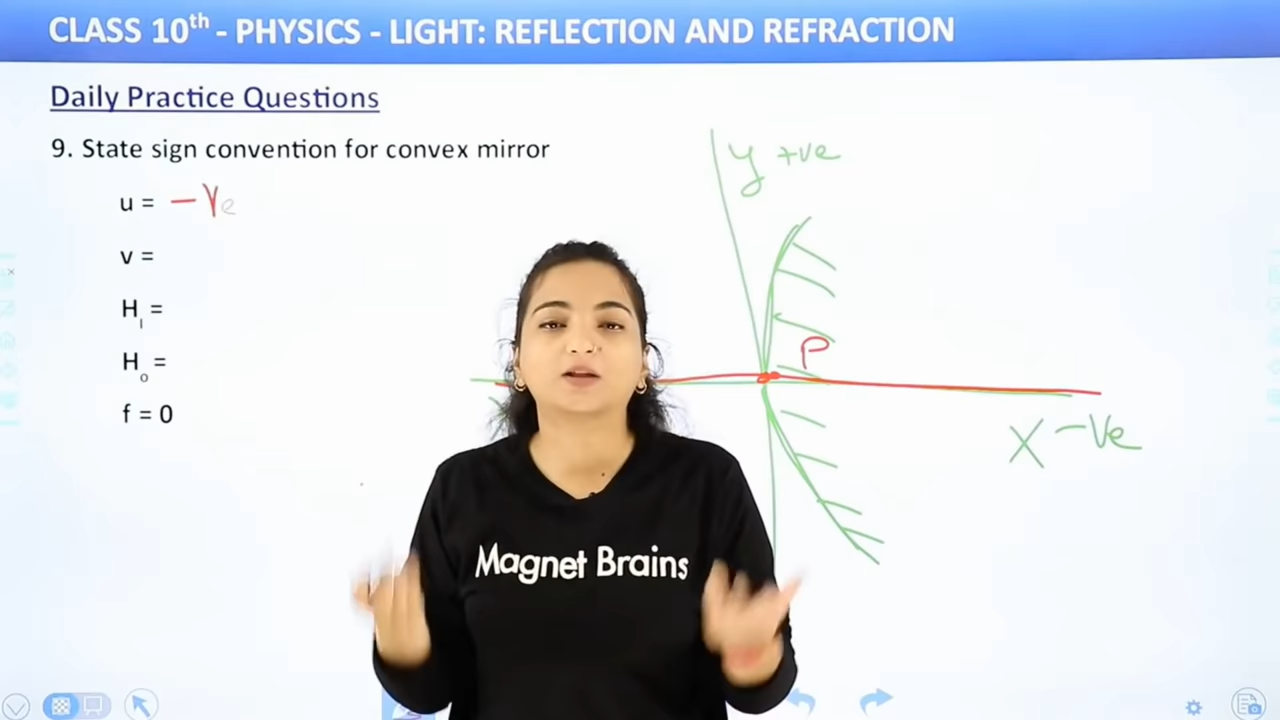 CLASS 10th - PHYSICS - LIGHT: REFLECTION AND REFRACTION
Daily Practice Questions
9. State sign convention for convex mirror
u = -Ve
v =
HI =
Ho =
f = 0
y +ve
P
X -Ve
Magnet Brains